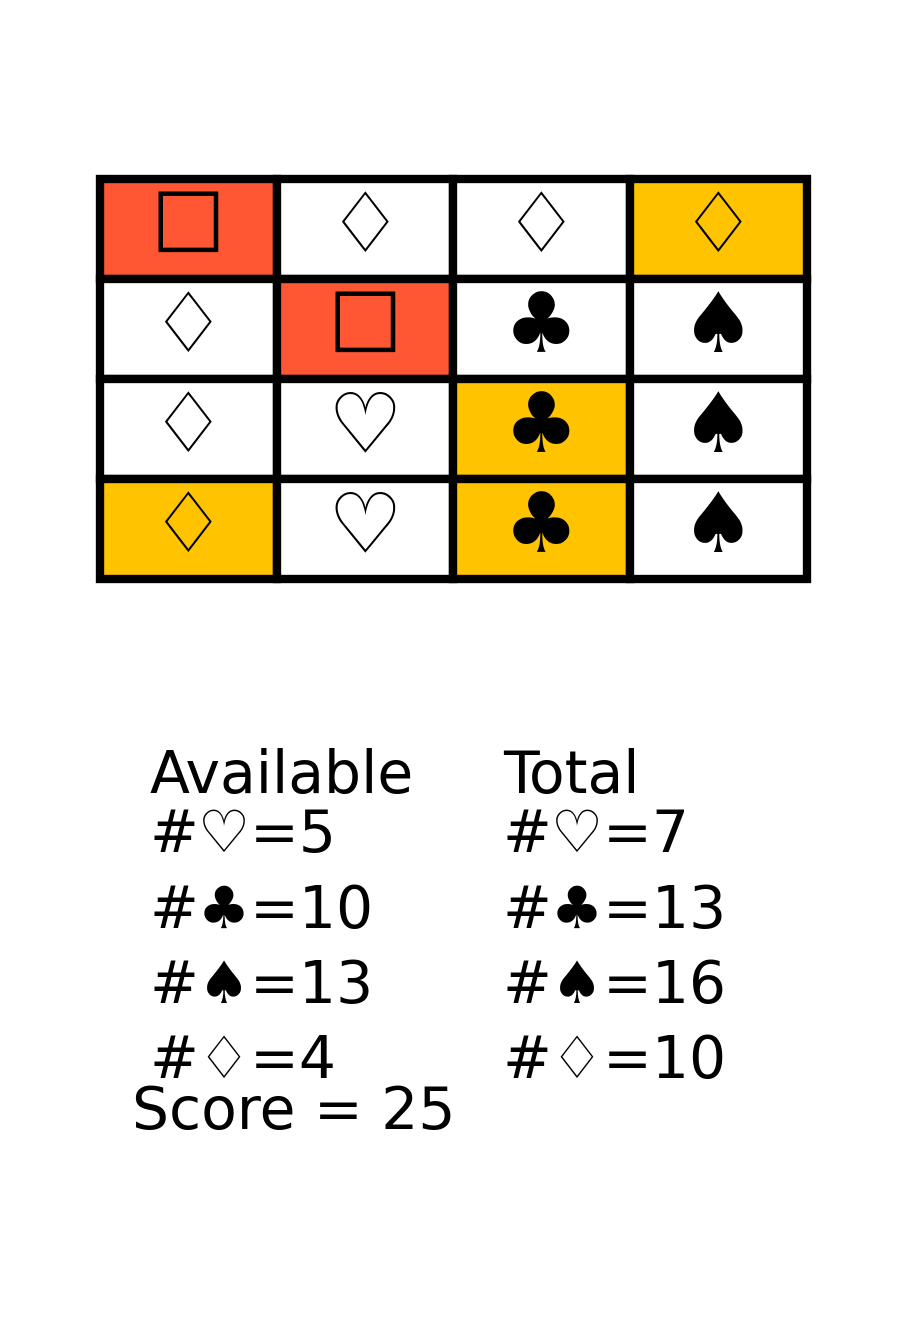 □ ♢ ♢ ♢
♢ □ ♣ ♠
♢ ♡ ♣ ♠
♢ ♡ ♣ ♠
Available Total
#♡=5 #♡=7
#♣=10 #♣=13
#♠=13 #♠=16
#♢=4 #♢=10
Score = 25